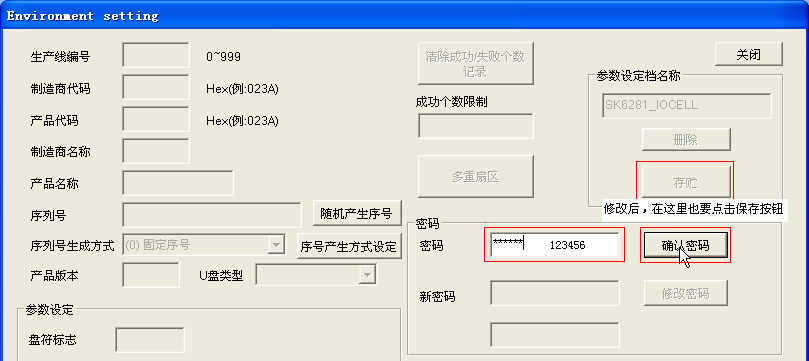 Environment setting
生产线编号
0~999
清除成功/失败个数
记录
关闭
制造商代码
Hex(例:023A)
成功个数限制
参数设定档名称
SK6281_IOCELL
产品代码
Hex(例:023A)
删除
制造商名称
多重扇区
存贮
产品名称
修改后，在这里也要点击保存按钮
序列号
随机产生序号
密码
序列号生成方式
(0) 固定序号
序号产生方式设定
密码
****** 123456
确认密码
产品版本
U盘类型
新密码
修改密码
参数设定
盘符标志